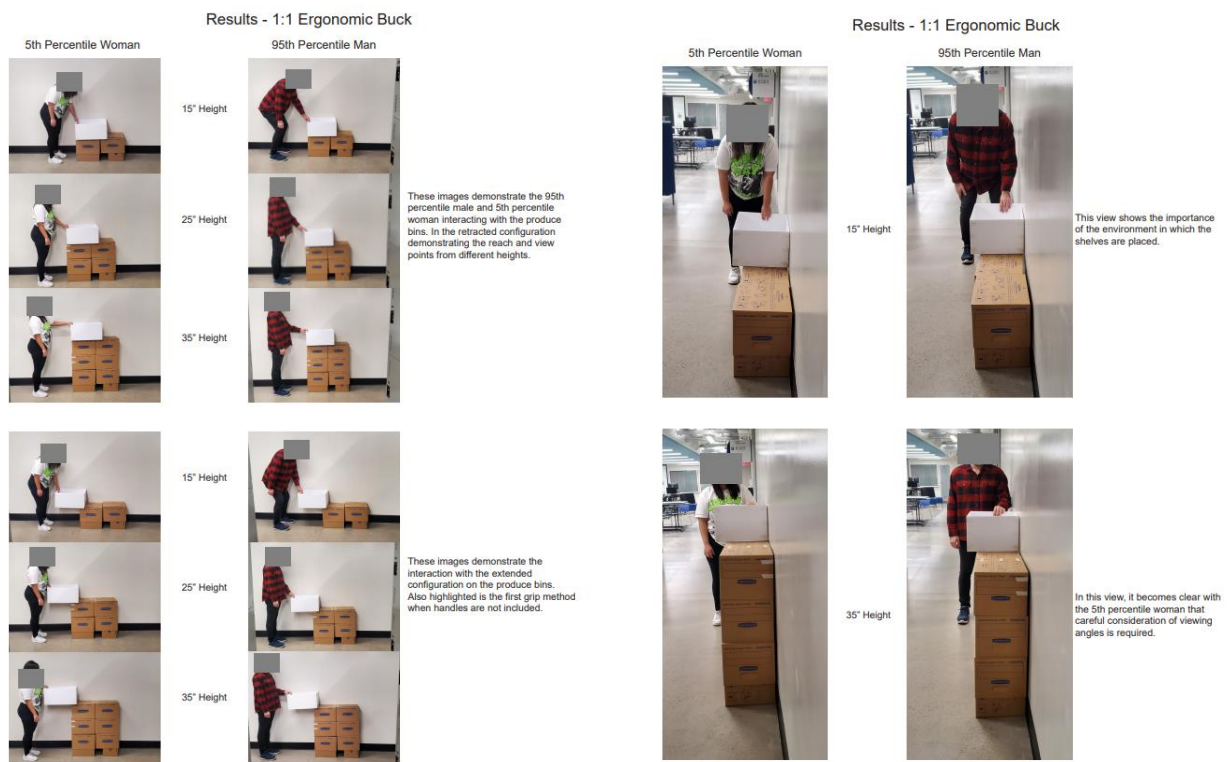 Results - 1:1 Ergonomic Buck
5th Percentile Woman
95th Percentile Man
15" Height
25" Height
35" Height
These images demonstrate the 95th
percentile male and 5th percentile
woman interacting with the produce
bins. In the retracted configuration
demonstrating the reach and view
points from different heights.
15" Height
25" Height
35" Height
These images demonstrate the
interaction with the extended
configuration on the produce bins.
Also highlighted is the first grip method
when handles are not included.
Results - 1:1 Ergonomic Buck
5th Percentile Woman
95th Percentile Man
15" Height
This view shows the importance
of the environment in which the
shelves are placed.
35" Height
In this view, it becomes clear with
the 5th percentile woman that
careful consideration of viewing
angles is required.